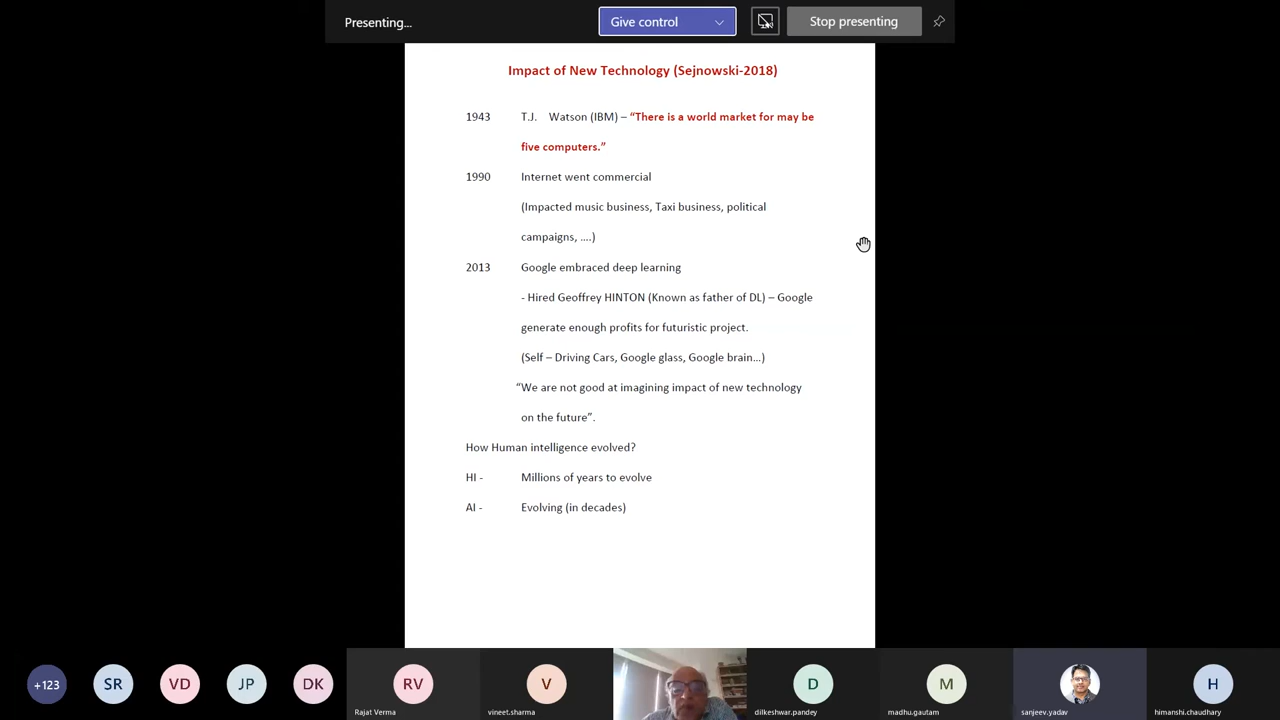 Presenting...
Give control
Stop presenting
Impact of New Technology (Sejnowski-2018)
1943 T.J. Watson (IBM) – “There is a world market for may be
five computers.”
1990 Internet went commercial
(Impacted music business, Taxi business, political
campaigns, ....)
2013 Google embraced deep learning
- Hired Geoffrey HINTON (Known as father of DL) – Google
generate enough profits for futuristic project.
(Self – Driving Cars, Google glass, Google brain…)
“We are not good at imagining impact of new technology
on the future”.
How Human intelligence evolved?
HI - Millions of years to evolve
AI - Evolving (in decades)
+123 SR VD JP DK RV V D M H
Rajat Verma vineet.sharma dilkeshwar.pandey madhu.gautam sanjeev.yadav himanshi.chaudhary